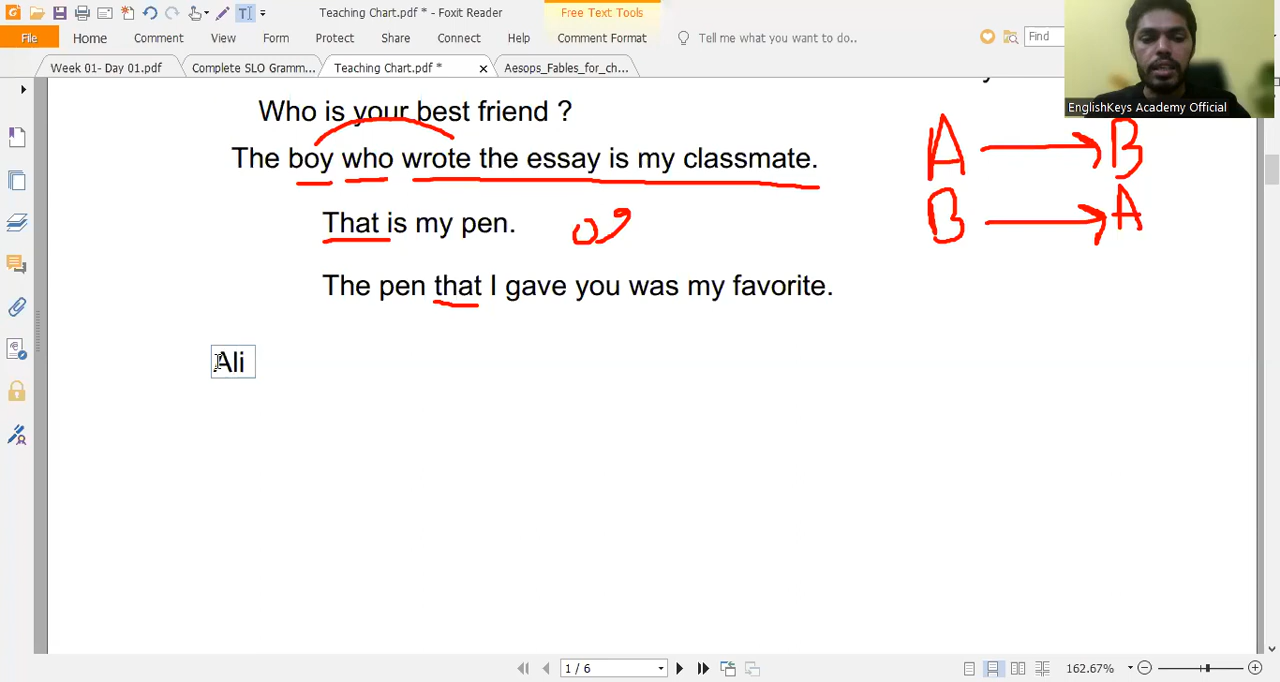 Teaching Chart.pdf * - Foxit Reader
Free Text Tools
File
Home
Comment
View
Form
Protect
Share
Connect
Help
Comment Format
Tell me what you want to do..
Find
Week 01- Day 01.pdf
Complete SLO Gramm...
Teaching Chart.pdf *
Aesops_Fables_for_ch...
EnglishKeys Academy Official
Who is your best friend ?
The boy who wrote the essay is my classmate.
A → B
B → A
That is my pen. وہ
The pen that I gave you was my favorite.
Ali
1 / 6
162.67%